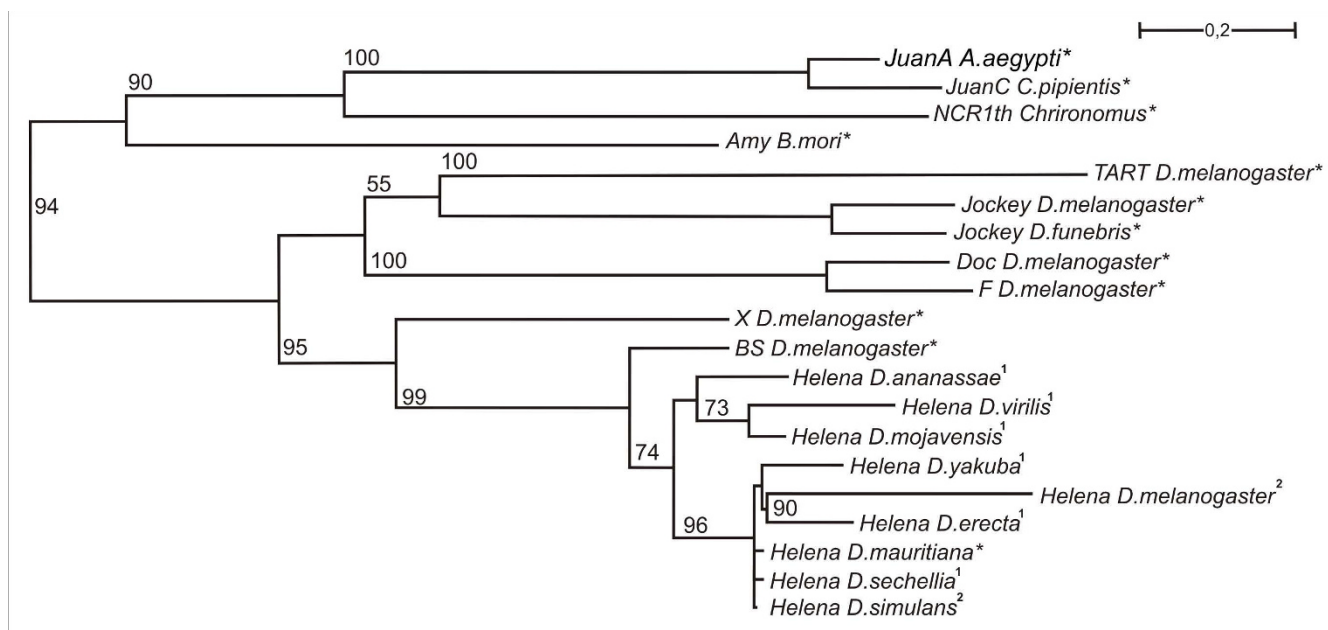 0,2
100
JuanA A.aegypti*
90
JuanC C.pipientis*
NCR1th Chrironomus*
Amy B.mori*
100
TART D.melanogaster*
55
94
Jockey D.melanogaster*
Jockey D.funebris*
100
Doc D.melanogaster*
F D.melanogaster*
X D.melanogaster*
95
BS D.melanogaster*
Helena D.ananassae¹
99
73
Helena D.virilis¹
Helena D.mojavensis¹
74
Helena D.yakuba¹
Helena D.melanogaster²
90
Helena D.erecta¹
96
Helena D.mauritiana*
Helena D.sechellia¹
Helena D.simulans²